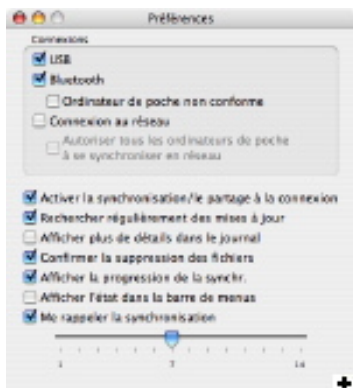 Préférences
Connexions
USB
Bluetooth
Ordinateur de poche non conforme
Connexion au réseau
Autoriser tous les ordinateurs de poche
à se synchroniser en réseau
Activer la synchronisation/le partage à la connexion
Rechercher régulièrement des mises à jour
Afficher plus de détails dans le journal
Confirmer la suppression des fichiers
Afficher la progression de la synchr.
Afficher l'état dans la barre de menus
Me rappeler la synchronisation
1 7 14